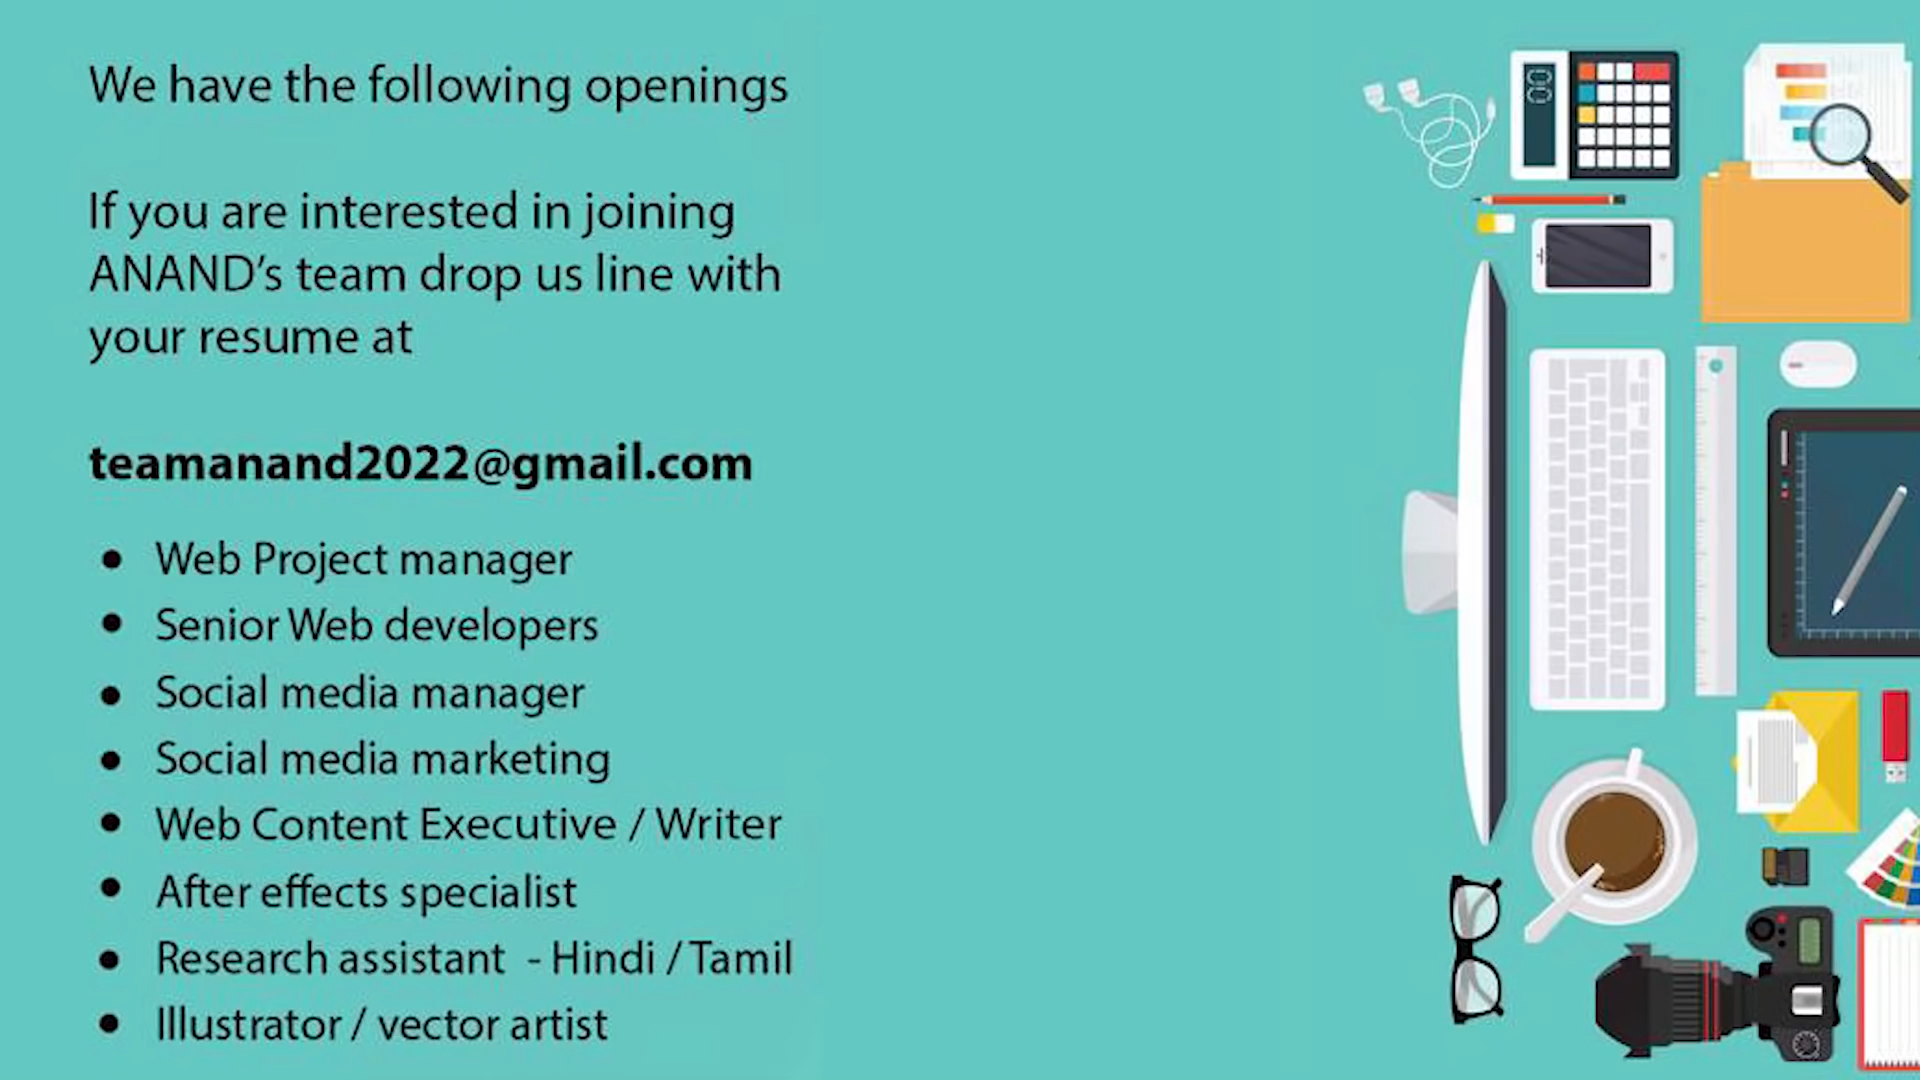 We have the following openings
If you are interested in joining
ANAND’s team drop us line with
your resume at
teamanand2022@gmail.com
● Web Project manager
● Senior Web developers
● Social media manager
● Social media marketing
● Web Content Executive / Writer
● After effects specialist
● Research assistant - Hindi / Tamil
● Illustrator / vector artist